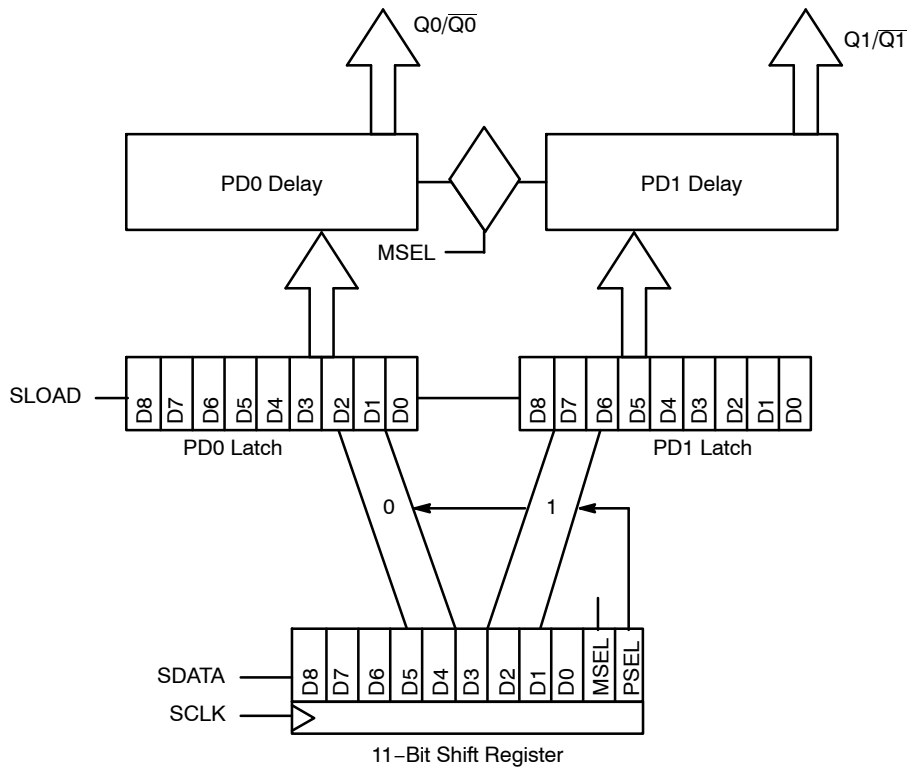 Q0/Q̅0̅
Q1/Q̅1̅
PD0 Delay
PD1 Delay
MSEL
SLOAD
D8 D7 D6 D5 D4 D3 D2 D1 D0
D8 D7 D6 D5 D4 D3 D2 D1 D0
PD0 Latch
PD1 Latch
0
1
SDATA
D8 D7 D6 D5 D4 D3 D2 D1 D0 MSEL PSEL
SCLK
11−Bit Shift Register